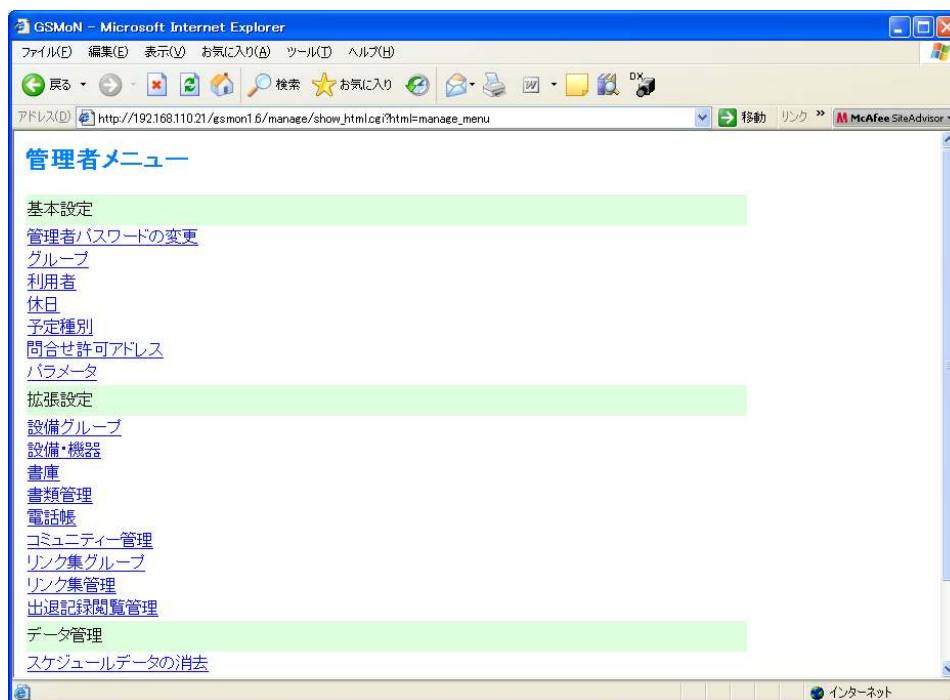 GSMoN - Microsoft Internet Explorer
ファイル(F) 編集(E) 表示(V) お気に入り(A) ツール(T) ヘルプ(H)
戻る 検索 お気に入り DX
アドレス(D) http://192.168.110.21/gsmon1.6/manage/show_html.cgi?html=manage_menu 移動 リンク » McAfee SiteAdvisor
管理者メニュー
基本設定
管理者パスワードの変更
グループ
利用者
休日
予定種別
問合せ許可アドレス
パラメータ
拡張設定
設備グループ
設備・機器
書庫
書類管理
電話帳
コミュニティー管理
リンク集グループ
リンク集管理
出退記録閲覧管理
データ管理
スケジュールデータの消去
インターネット